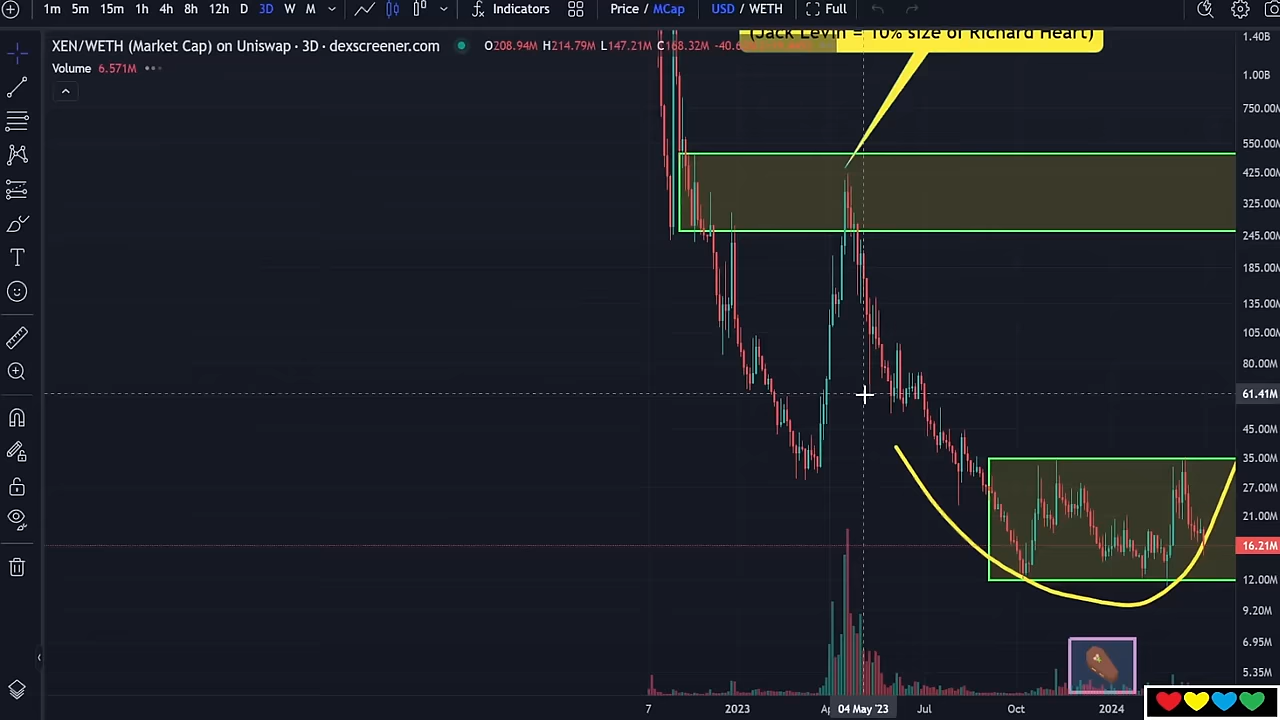 1m 5m 15m 1h 4h 8h 12h D 3D W M Indicators Price / MCap USD / WETH Full
XEN/WETH (Market Cap) on Uniswap · 3D · dexscreener.com
O208.94M H214.79M L147.21M C168.32M
(Jack Levin = 10% size of Richard Heart)
Volume 6.571M
1.40B
1.00B
750.00M
550.00M
425.00M
325.00M
245.00M
185.00M
135.00M
105.00M
80.00M
61.41M
45.00M
35.00M
27.00M
21.00M
16.21M
12.00M
9.20M
6.95M
5.35M
7 2023 04 May '23 Jul Oct 2024